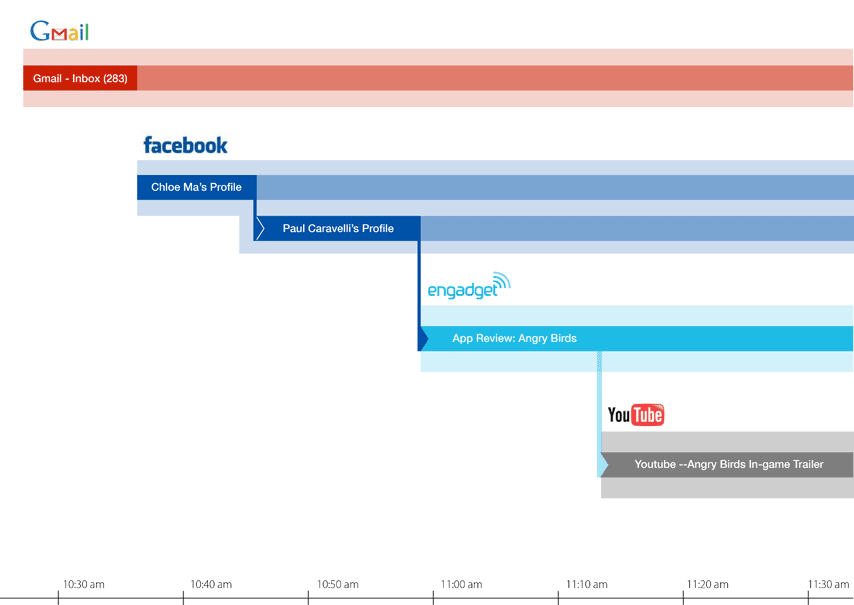 Gmail
Gmail - Inbox (283)
facebook
Chloe Ma's Profile
Paul Caravelli's Profile
engadget
App Review: Angry Birds
YouTube
Youtube --Angry Birds In-game Trailer
10:30 am 10:40 am 10:50 am 11:00 am 11:10 am 11:20 am 11:30 am